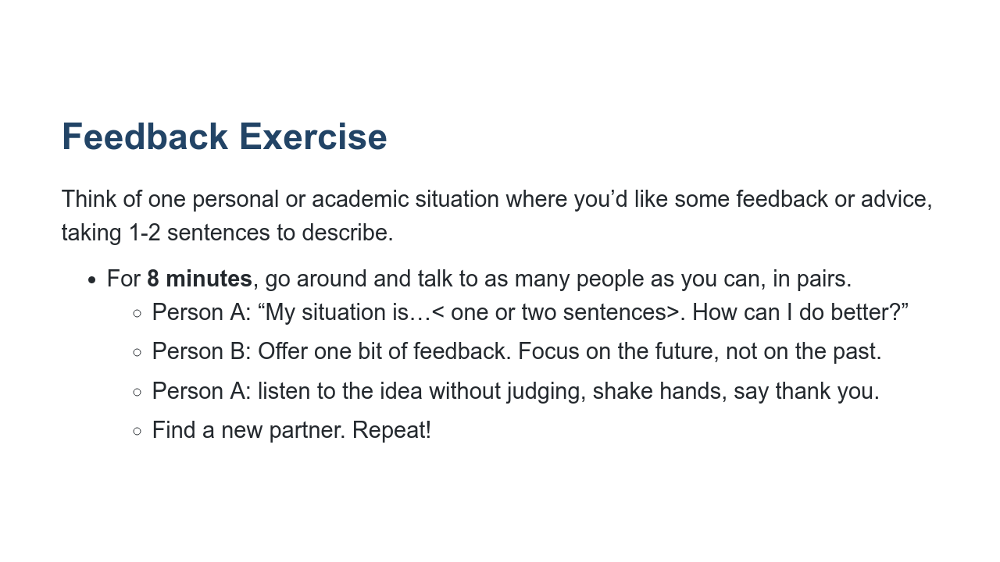 Feedback Exercise
Think of one personal or academic situation where you’d like some feedback or advice,
taking 1-2 sentences to describe.
For 8 minutes, go around and talk to as many people as you can, in pairs.
Person A: “My situation is…< one or two sentences>. How can I do better?”
Person B: Offer one bit of feedback. Focus on the future, not on the past.
Person A: listen to the idea without judging, shake hands, say thank you.
Find a new partner. Repeat!